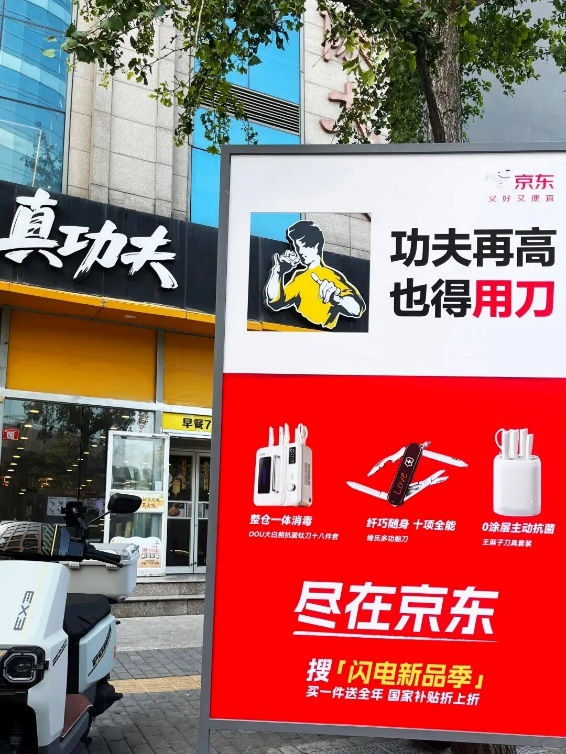 真功夫
早餐7
EX3
京东
又好又便宜
功夫再高
也得用刀
整仓一体消毒
OOU大白熊抗菌钛刀十八件套
纤巧随身 十项全能
维氏多功能刀
0涂层主动抗菌
王麻子刀具套装
Love
尽在京东
搜「闪电新品季」
买一件送全年 国家补贴折上折